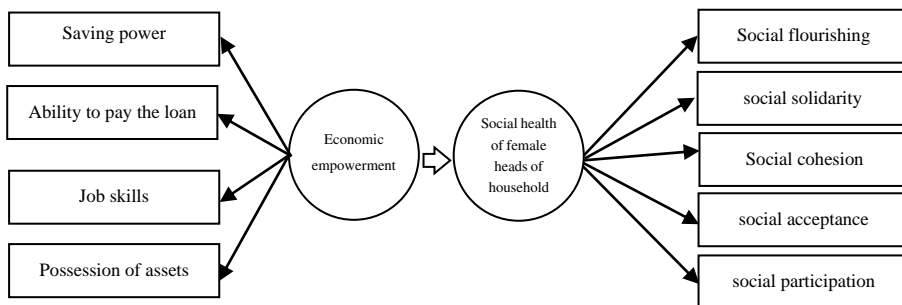 Saving power
Ability to pay the loan
Job skills
Possession of assets
Economic
empowerment
Social health
of female
heads of
household
Social flourishing
social solidarity
Social cohesion
social acceptance
social participation